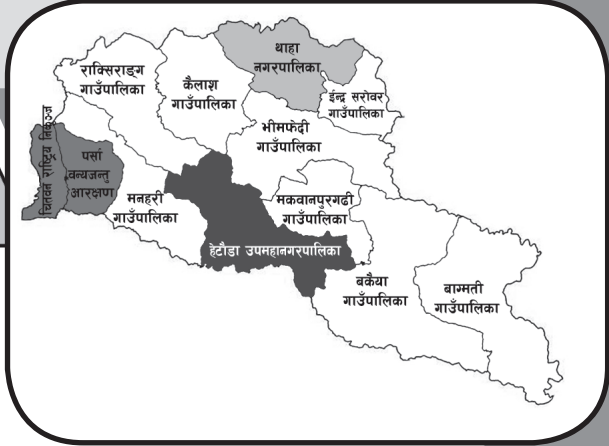 थाहा
नगरपालिका
राक्सिराङ्ग
गाउँपालिका
कैलाश
गाउँपालिका
ईन्द्र सरोवर
गाउँपालिका
भीमफेदी
गाउँपालिका
चितवन राष्ट्रिय निकुञ्ज
पर्सा
वन्यजन्तु
आरक्षण
मनहरी
गाउँपालिका
मकवानपुरगढी
गाउँपालिका
हेटौडा उपमहानगरपालिका
बकैया
गाउँपालिका
बाग्मती
गाउँपालिका